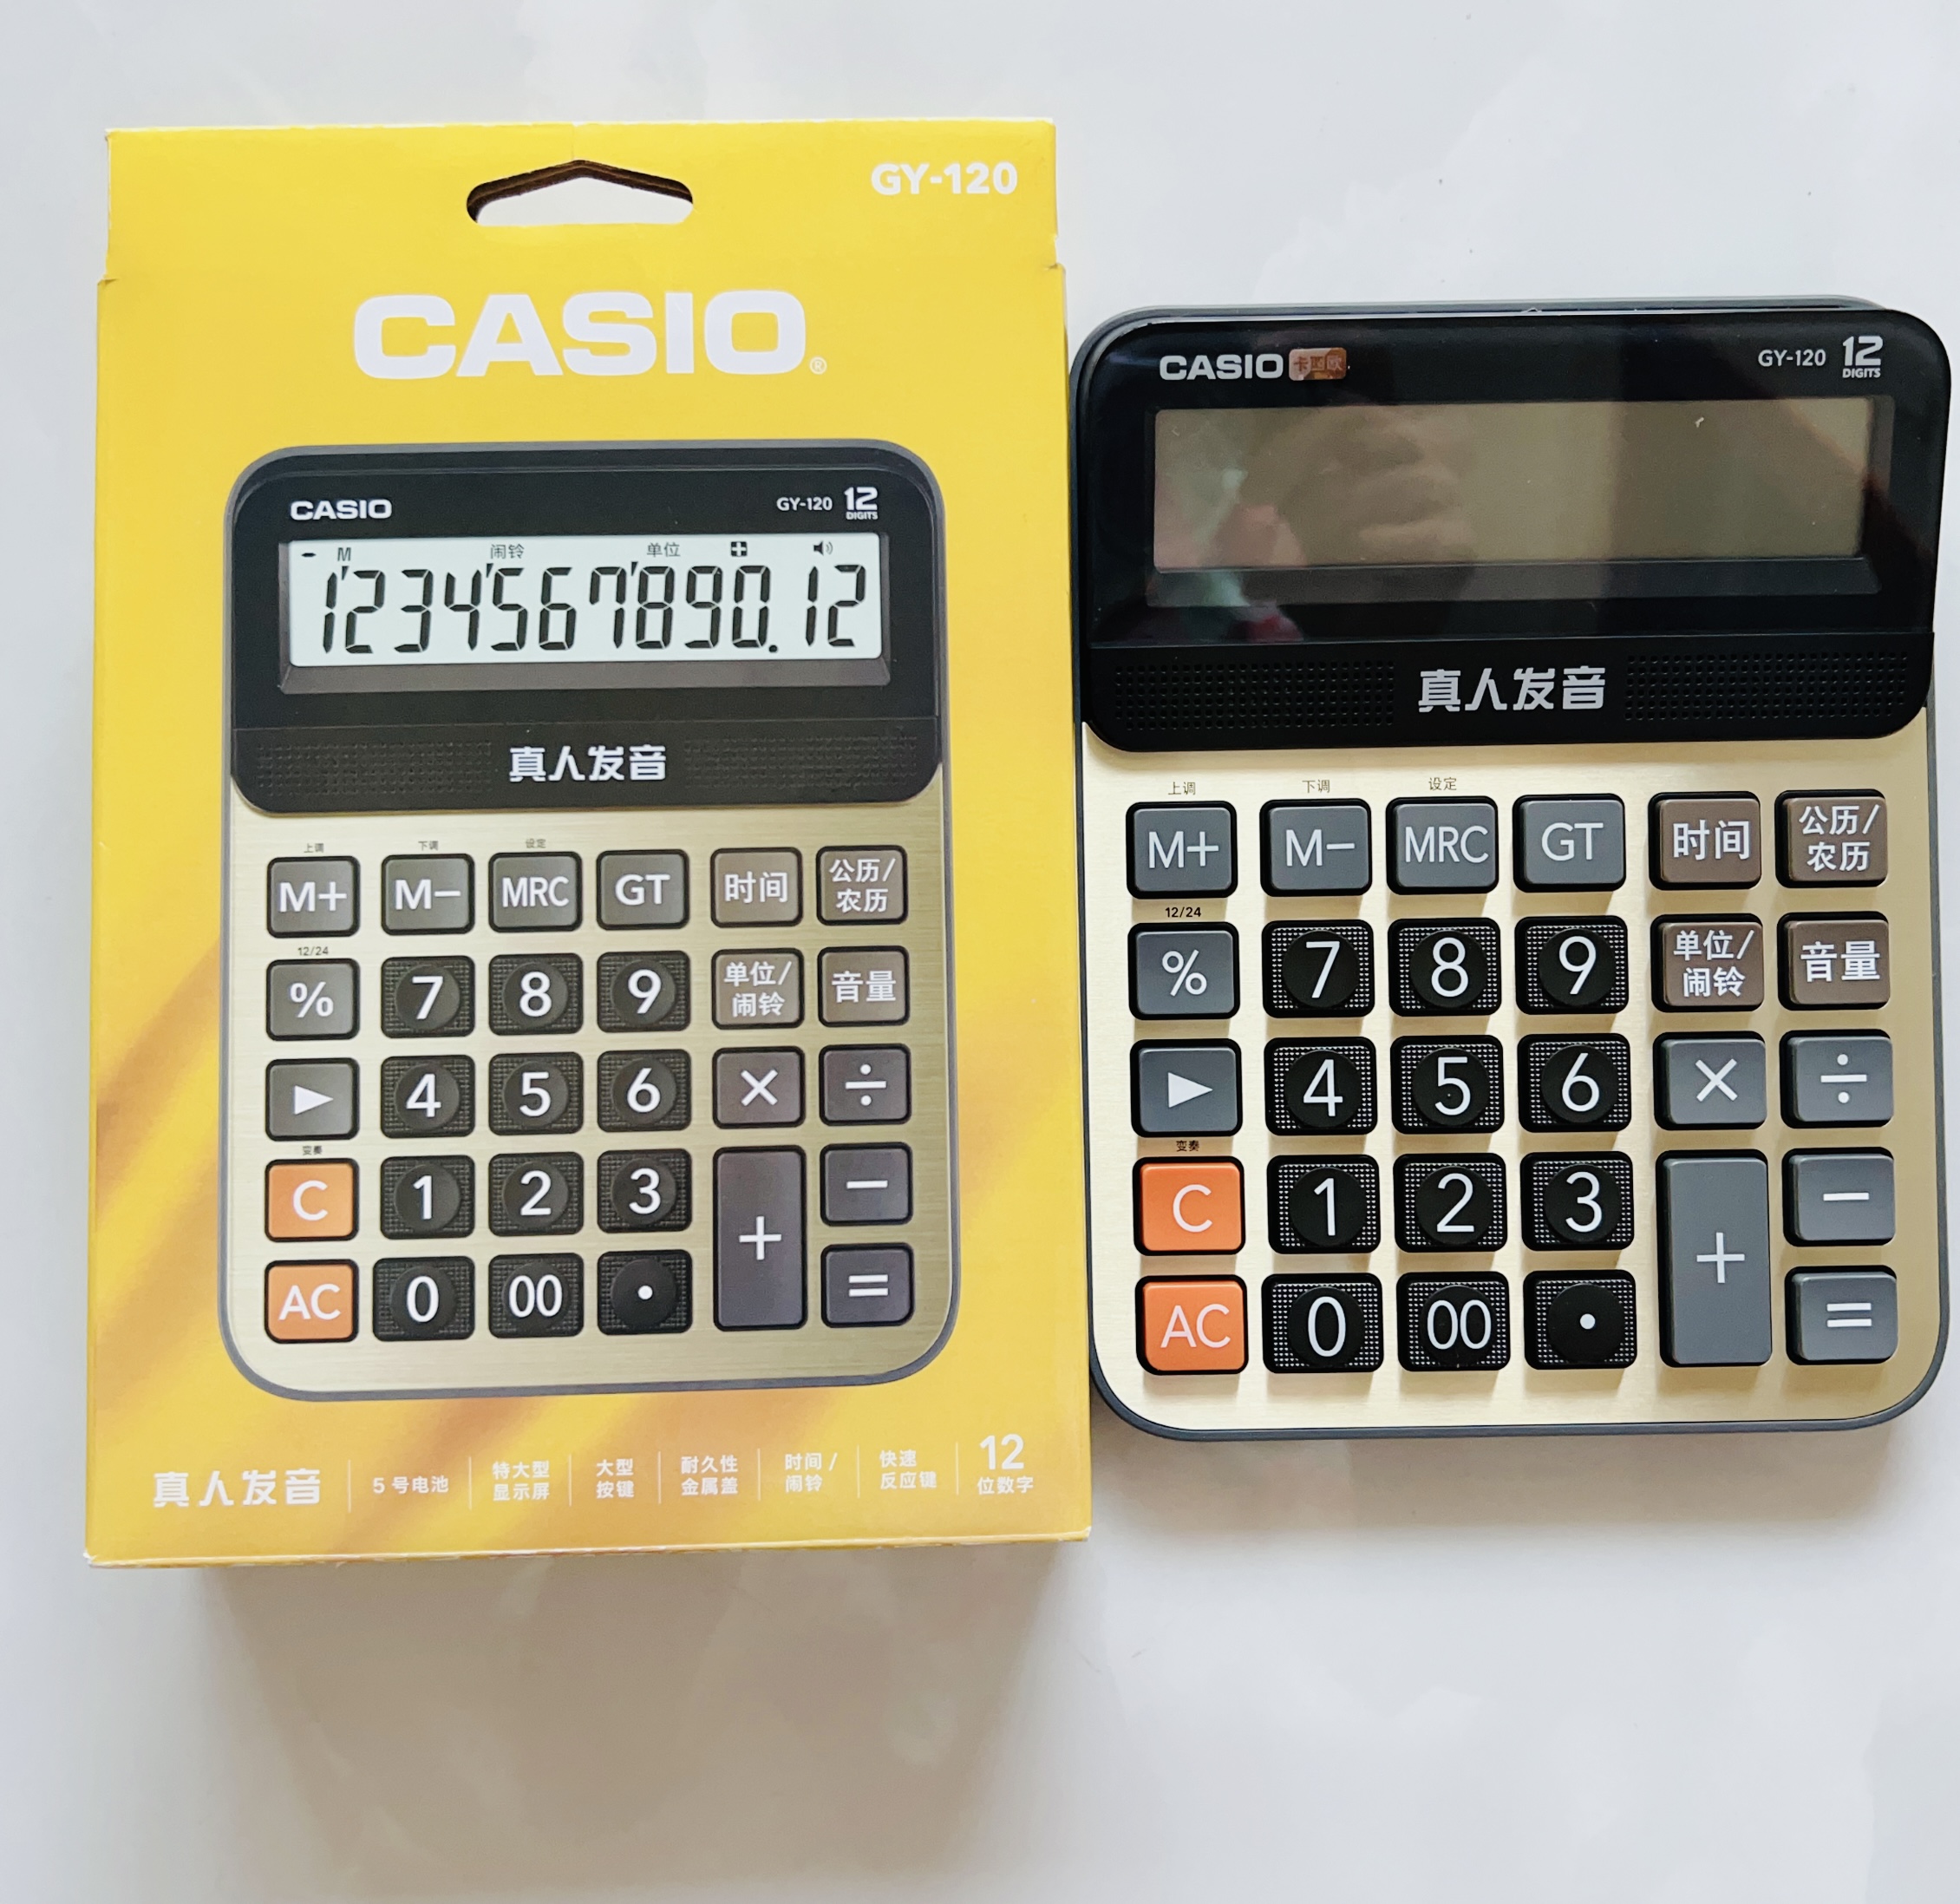 GY-120
CASIO®
CASIO GY-120 12
DIGITS
M 闹铃 单位
1234567890.12
真人发音
上调 下调 设定
M+ M− MRC GT 时间 公历/
农历
12/24
% 7 8 9 单位/
闹铃 音量
▶ 4 5 6 × ÷
变奏
C 1 2 3 + −
AC 0 00 • =
真人发音 5号电池 特大型
显示屏 大型
按键 耐久性
金属盖 时间/
闹铃 快速
反应键 12
位数字
CASIO 卡西欧 GY-120 12
DIGITS
真人发音
上调 下调 设定
M+ M− MRC GT 时间 公历/
农历
12/24
% 7 8 9 单位/
闹铃 音量
▶ 4 5 6 × ÷
变奏
C 1 2 3 + −
AC 0 00 • =